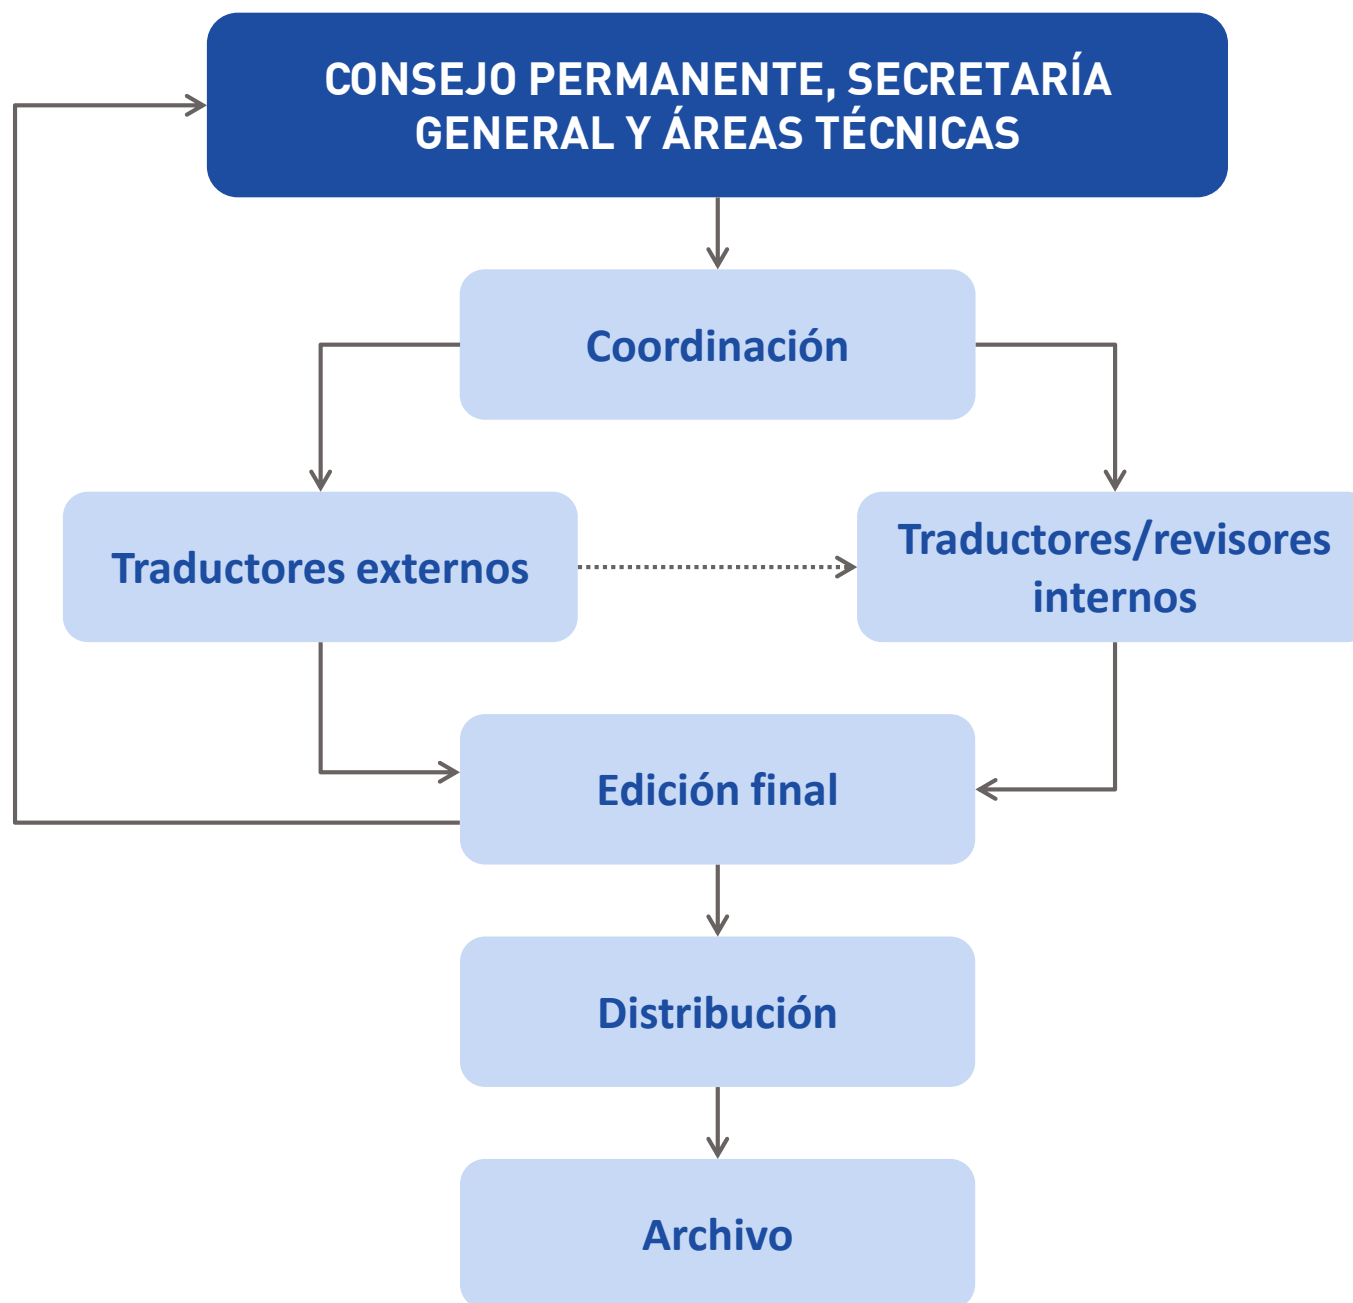 CONSEJO PERMANENTE, SECRETARÍA
GENERAL Y ÁREAS TÉCNICAS
Coordinación
Traductores externos
Traductores/revisores
internos
Edición final
Distribución
Archivo